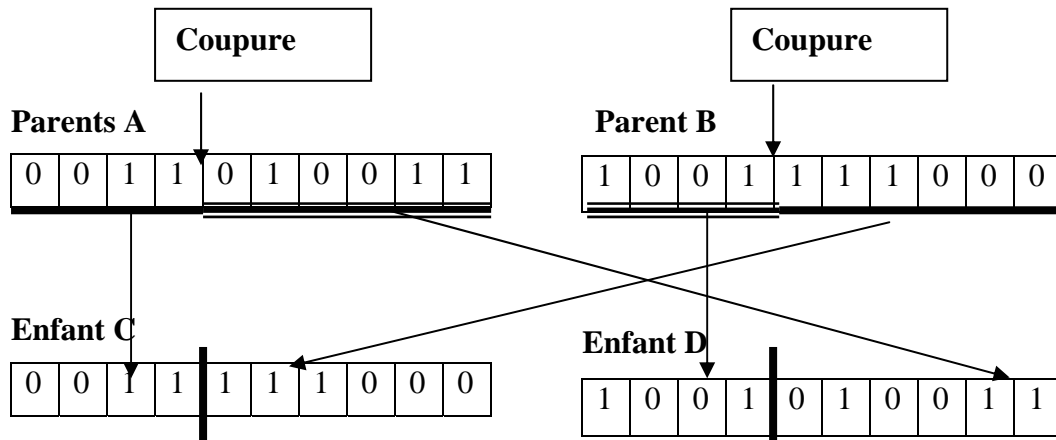 Coupure Coupure
Parents A Parent B
0 0 1 1 0 1 0 0 1 1 1 0 0 1 1 1 1 0 0 0
Enfant C Enfant D
0 0 1 1 1 1 1 0 0 0 1 0 0 1 0 1 0 0 1 1